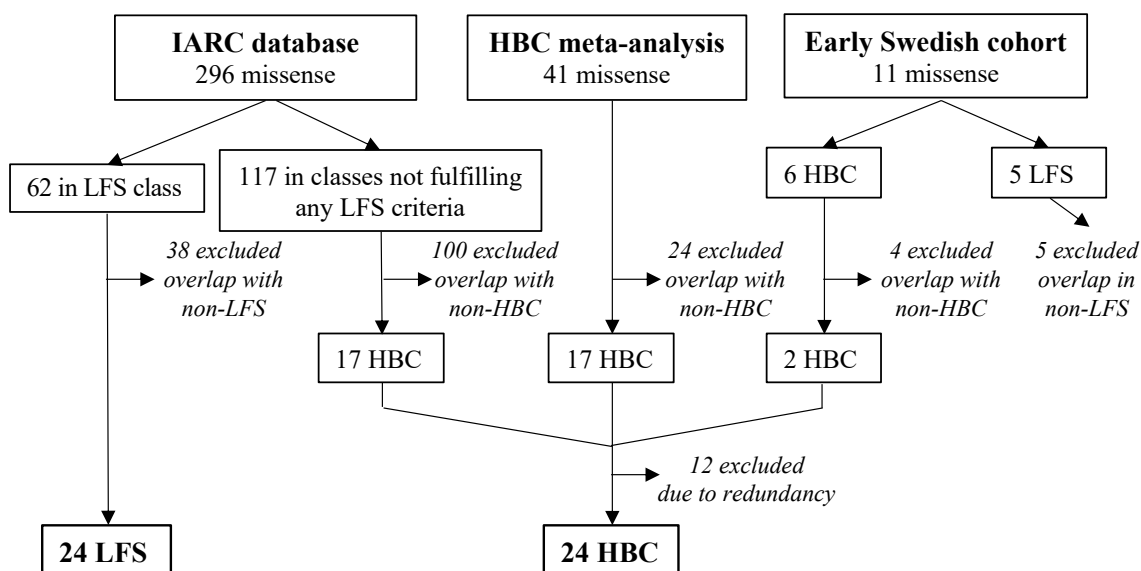 IARC database
296 missense
HBC meta-analysis
41 missense
Early Swedish cohort
11 missense
62 in LFS class
117 in classes not fulfilling
any LFS criteria
6 HBC
5 LFS
38 excluded
overlap with
non-LFS
100 excluded
overlap with
non-HBC
24 excluded
overlap with
non-HBC
4 excluded
overlap with
non-HBC
5 excluded
overlap in
non-LFS
17 HBC
17 HBC
2 HBC
12 excluded
due to redundancy
24 LFS
24 HBC